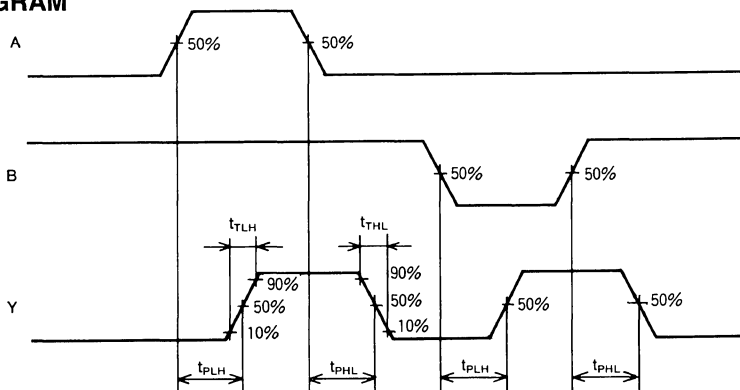 GRAM
A 50% 50%
B 50% 50%
tTLH tTHL
90% 90%
Y 50% 50% 50% 50%
10% 10%
tPLH tPHL tPLH tPHL